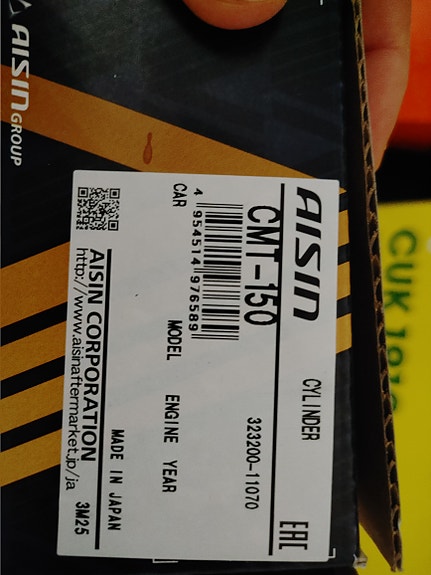 AISIN GROUP
AISIN
CYLINDER
EAC
CMT-150
323200-11070
4 954514 976589
CAR MODEL ENGINE YEAR
MADE IN JAPAN
AISIN CORPORATION
http://www.aisinaftermarket.jp/ja 3M25
CUK